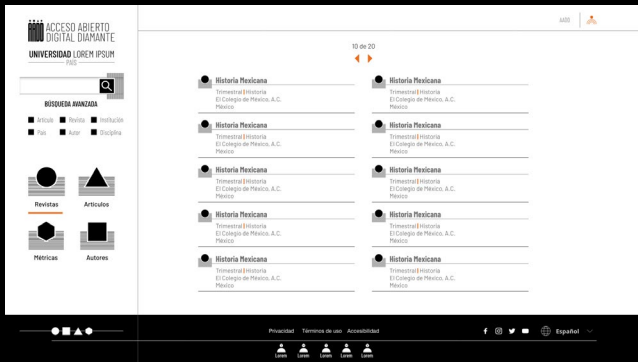 AADD
ACCESO ABIERTO
DIGITAL DIAMANTE
UNIVERSIDAD LOREM IPSUM
PAÍS
BÚSQUEDA AVANZADA
Artículo Revista Institución
País Autor Disciplina
Revistas Artículos
Métricas Autores
AADD
10 de 20
Historia Mexicana
Trimestral | Historia
El Colegio de México, A.C.
México
Historia Mexicana
Trimestral | Historia
El Colegio de México, A.C.
México
Historia Mexicana
Trimestral | Historia
El Colegio de México, A.C.
México
Historia Mexicana
Trimestral | Historia
El Colegio de México, A.C.
México
Historia Mexicana
Trimestral | Historia
El Colegio de México, A.C.
México
Historia Mexicana
Trimestral | Historia
El Colegio de México, A.C.
México
Historia Mexicana
Trimestral | Historia
El Colegio de México, A.C.
México
Historia Mexicana
Trimestral | Historia
El Colegio de México, A.C.
México
Historia Mexicana
Trimestral | Historia
El Colegio de México, A.C.
México
Historia Mexicana
Trimestral | Historia
El Colegio de México, A.C.
México
Privacidad Términos de uso Accesibilidad
Español
Lorem Lorem Lorem Lorem Lorem